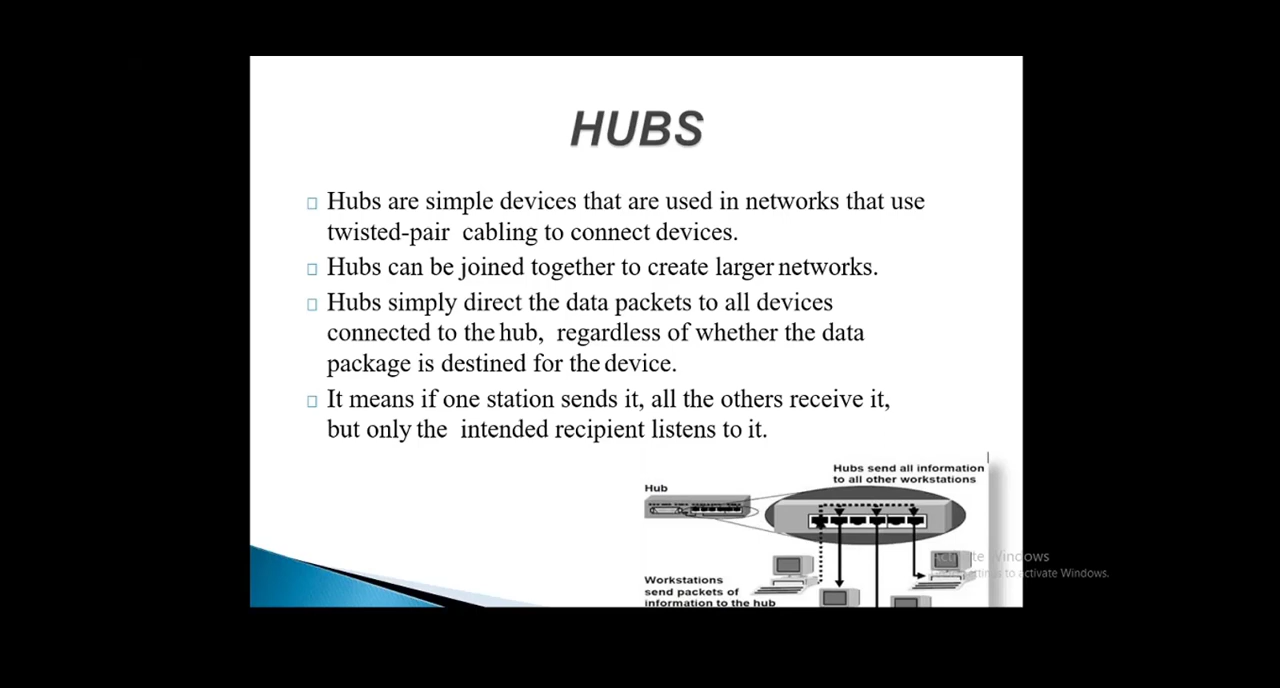 HUBS
Hubs are simple devices that are used in networks that use
twisted-pair cabling to connect devices.
Hubs can be joined together to create larger networks.
Hubs simply direct the data packets to all devices
connected to the hub, regardless of whether the data
package is destined for the device.
It means if one station sends it, all the others receive it,
but only the intended recipient listens to it.
Hubs send all information
to all other workstations
Hub
Workstations
send packets of
information to the hub
Windows
to activate Windows.